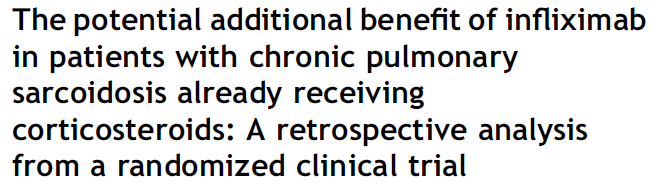 The potential additional benefit of infliximab
in patients with chronic pulmonary
sarcoidosis already receiving
corticosteroids: A retrospective analysis
from a randomized clinical trial